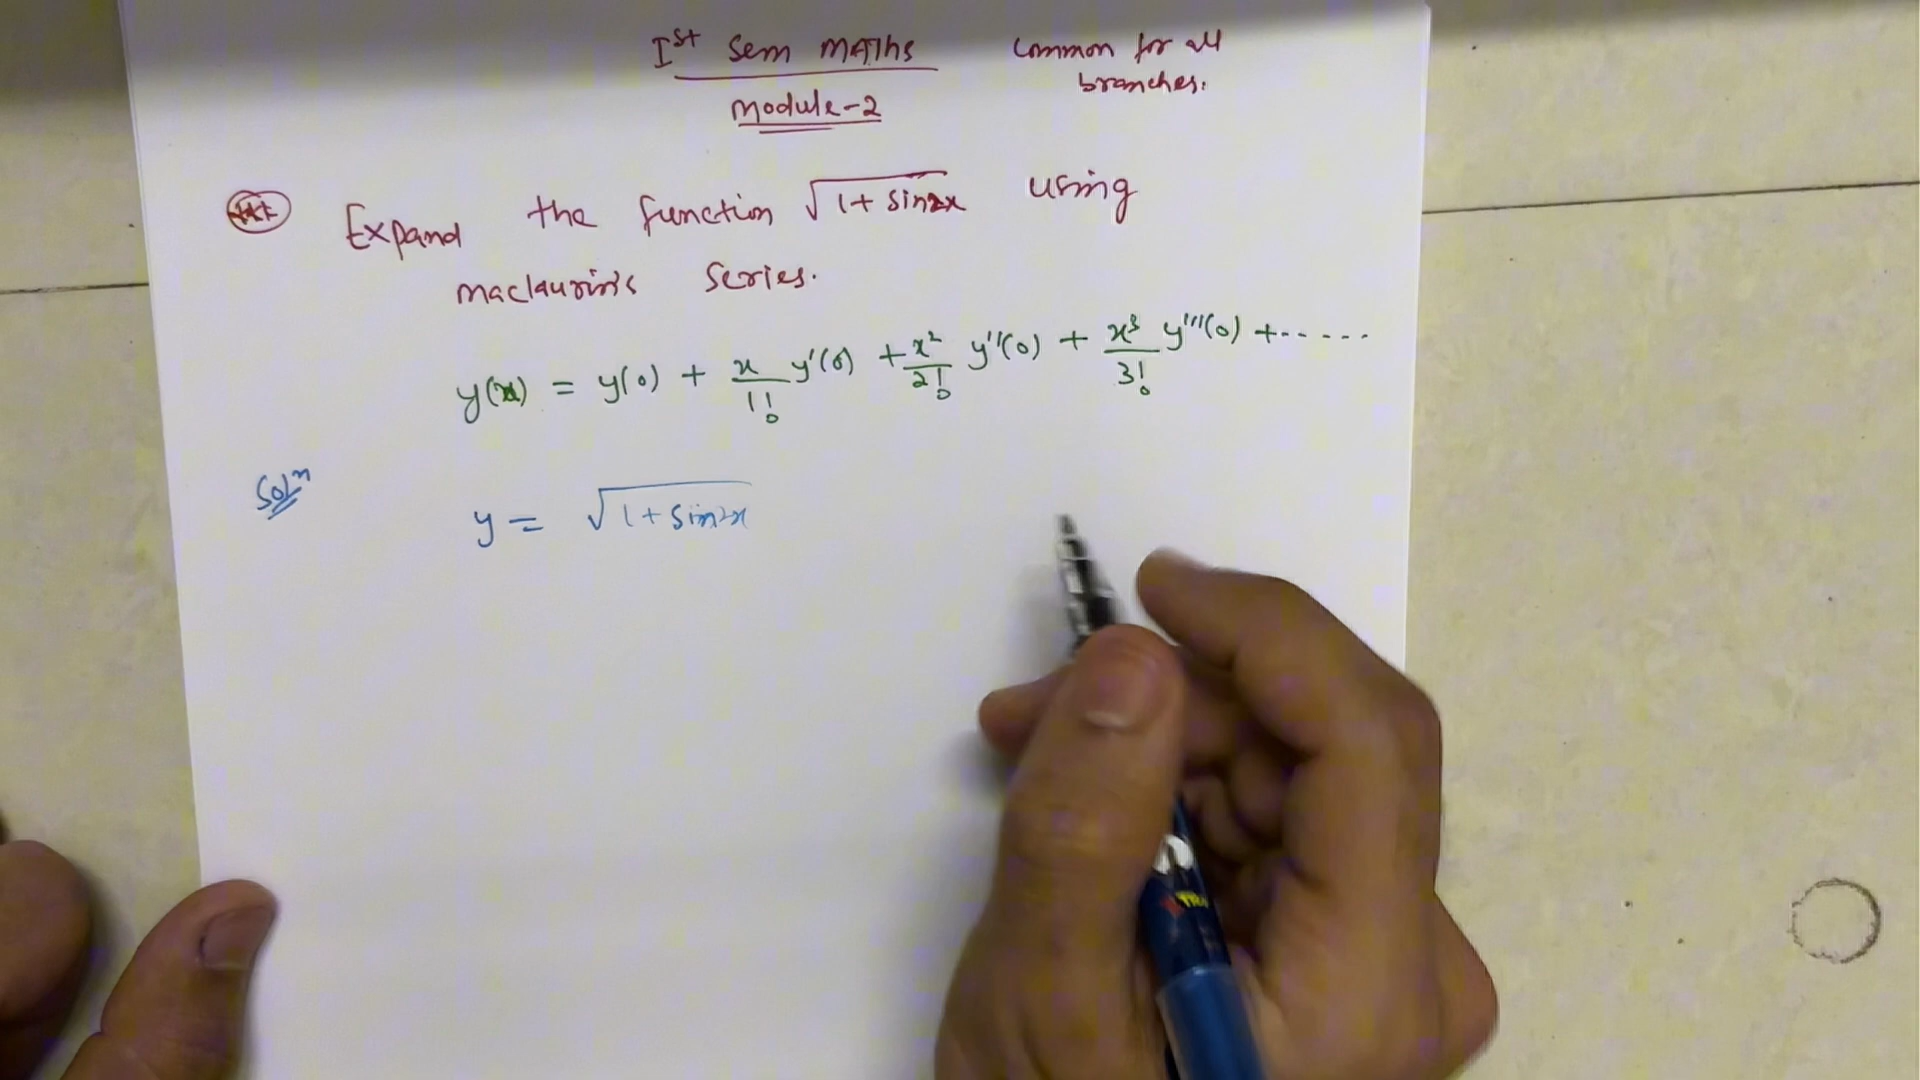 Ist Sem MATHs Common for all
branches.
Module-2
*** Expand the function √1+ sin2x using
maclaurin's series.
y(x) = y(0) + x/1! y'(0) + x²/2! y''(0) + x³/3! y'''(0) +......
Solⁿ y = √1+ sin2x
TRA